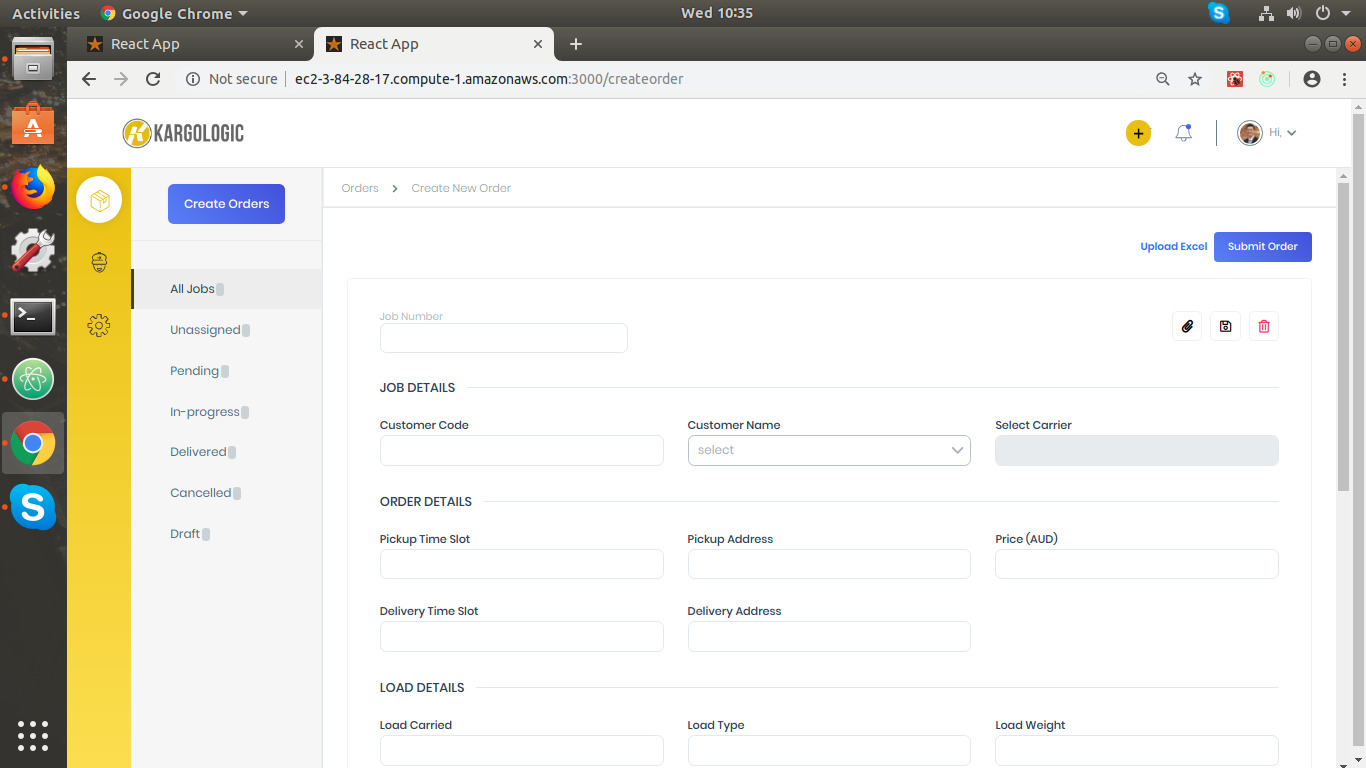 Activities Google Chrome Wed 10:35
React App React App
Not secure ec2-3-84-28-17.compute-1.amazonaws.com:3000/createorder
KARGOLOGIC Hi,
Create Orders
All Jobs
Unassigned
Pending
In-progress
Delivered
Cancelled
Draft
Orders Create New Order
Upload Excel Submit Order
Job Number
JOB DETAILS
Customer Code Customer Name Select Carrier
select
ORDER DETAILS
Pickup Time Slot Pickup Address Price (AUD)
Delivery Time Slot Delivery Address
LOAD DETAILS
Load Carried Load Type Load Weight